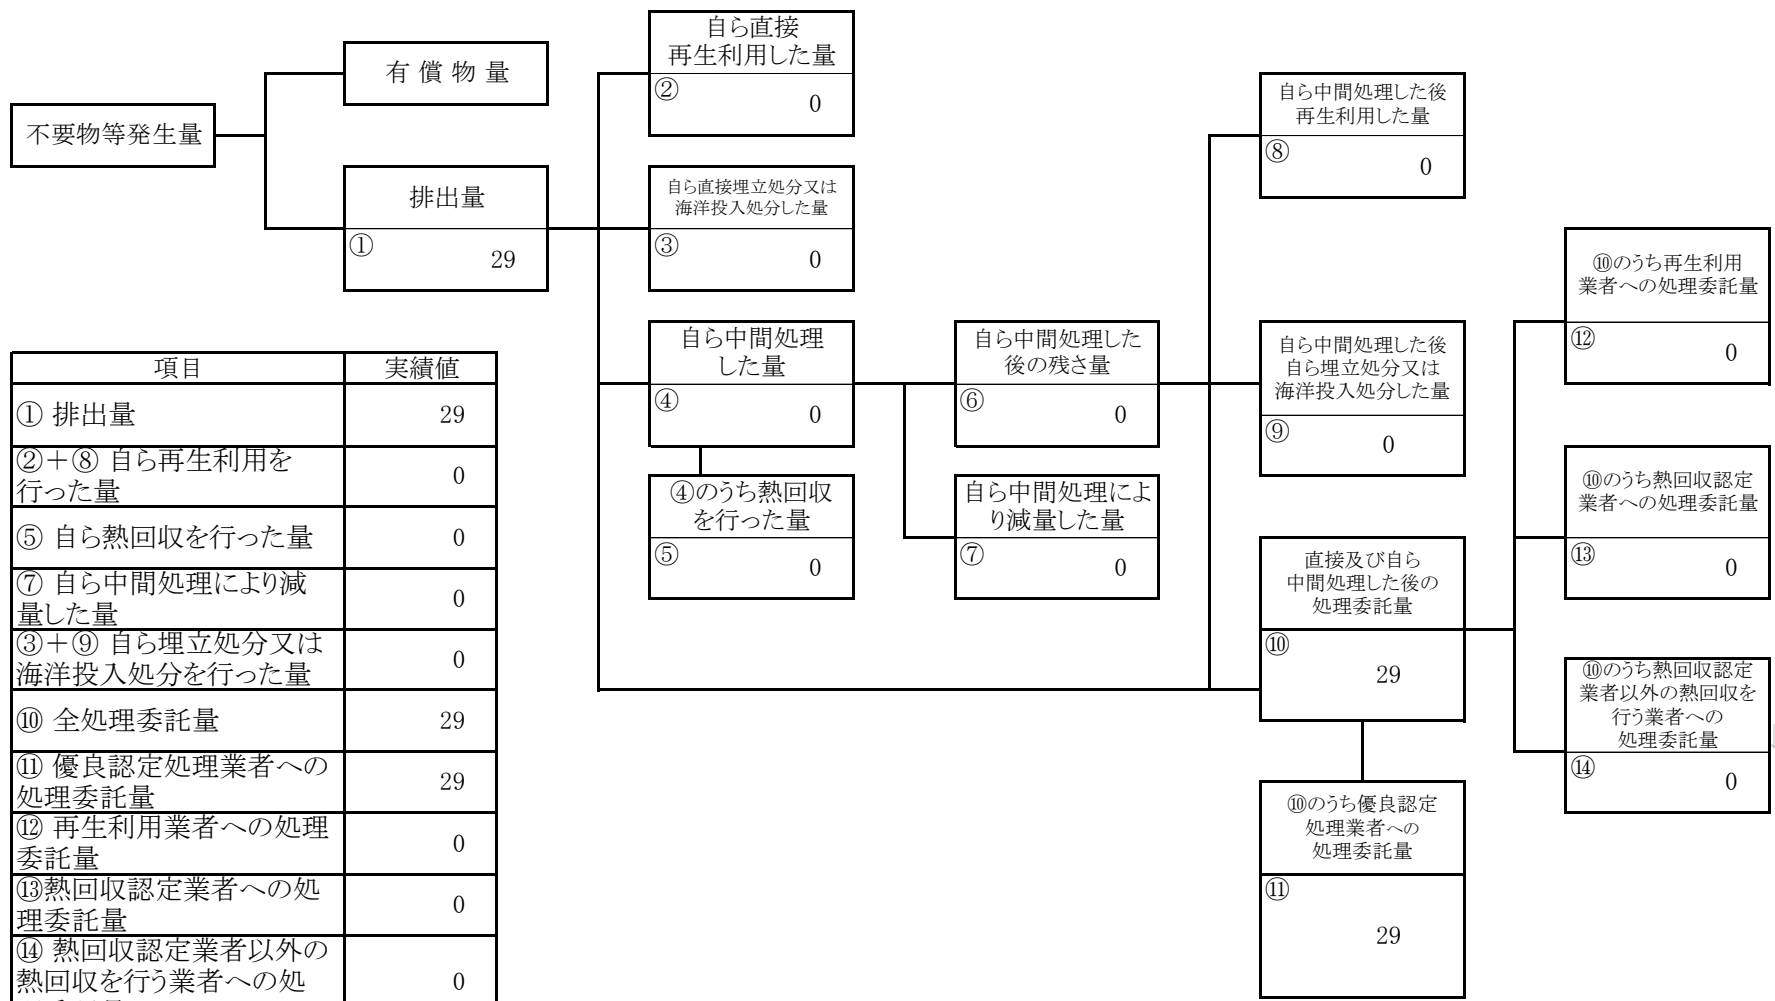 不要物等発生量
有 償 物 量
排出量
①
29
自ら直接
再生利用した量
②
0
自ら直接埋立処分又は
海洋投入処分した量
③
0
自ら中間処理
した量
④
0
④のうち熱回収
を行った量
⑤
0
自ら中間処理した
後の残さ量
⑥
0
自ら中間処理によ
り減量した量
⑦
0
自ら中間処理した後
再生利用した量
⑧
0
自ら中間処理した後
自ら埋立処分又は
海洋投入処分した量
⑨
0
直接及び自ら
中間処理した後の
処理委託量
⑩
29
⑩のうち優良認定
処理業者への
処理委託量
⑪
29
⑩のうち再生利用
業者への処理委託量
⑫
0
⑩のうち熱回収認定
業者への処理委託量
⑬
0
⑩のうち熱回収認定
業者以外の熱回収を
行う業者への
処理委託量
⑭
0
項目 実績値
① 排出量 29
②＋⑧ 自ら再生利用を
行った量 0
⑤ 自ら熱回収を行った量 0
⑦ 自ら中間処理により減
量した量 0
③＋⑨ 自ら埋立処分又は
海洋投入処分を行った量 0
⑩ 全処理委託量 29
⑪ 優良認定処理業者への
処理委託量 29
⑫ 再生利用業者への処理
委託量 0
⑬熱回収認定業者への処
理委託量 0
⑭ 熱回収認定業者以外の
熱回収を行う業者への処 0